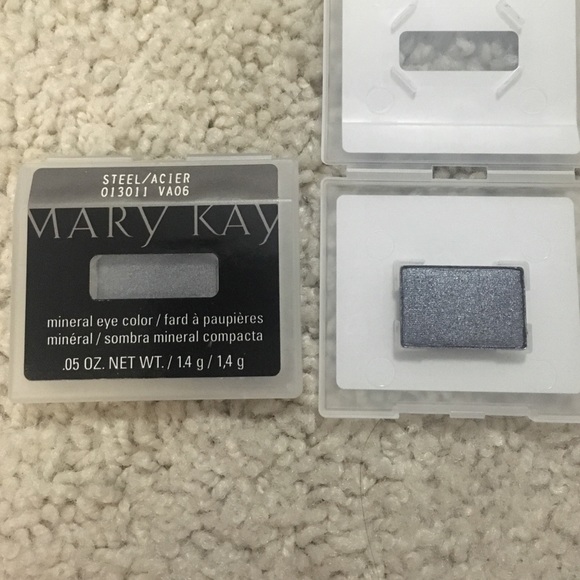 STEEL/ACIER
013011 VA06
MARY KAY
mineral eye color / fard à paupières
minéral / sombra mineral compacta
.05 OZ. NET WT. / 1.4 g / 1,4 g